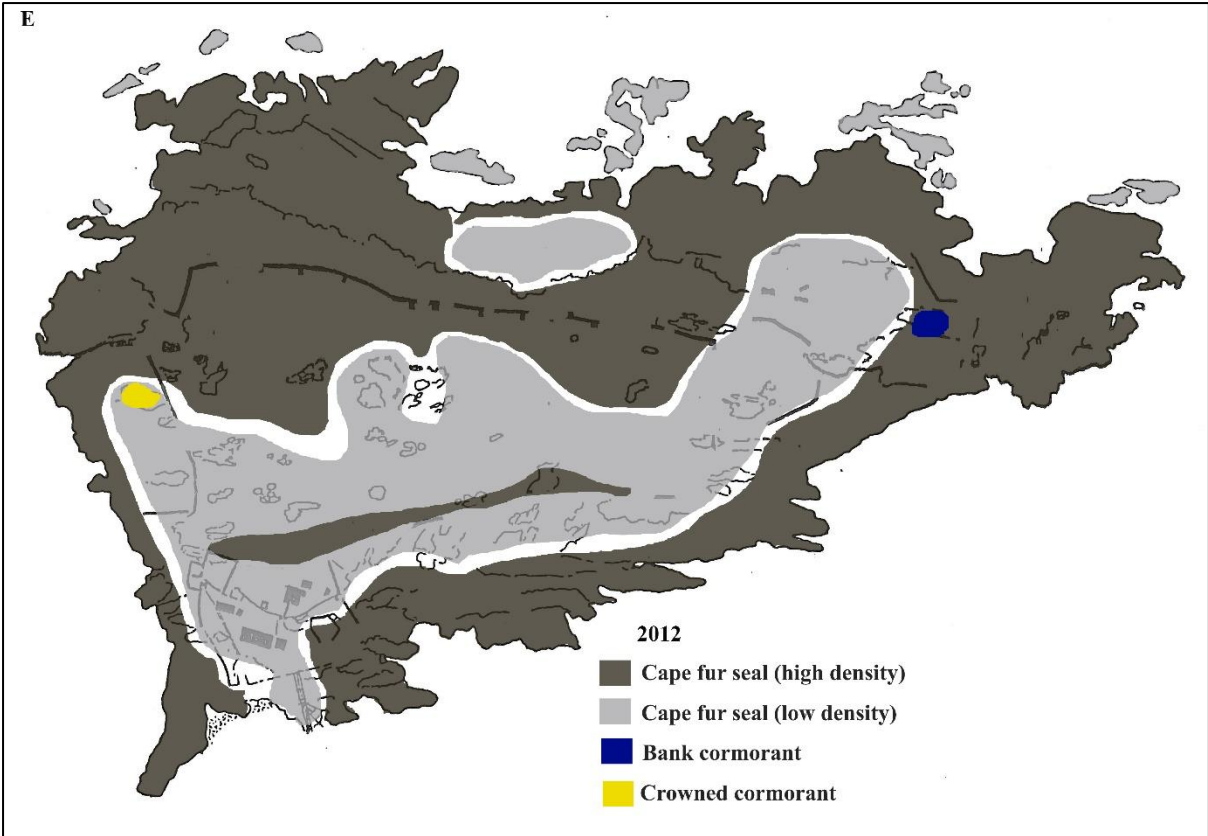 E
2012
Cape fur seal (high density)
Cape fur seal (low density)
Bank cormorant
Crowned cormorant